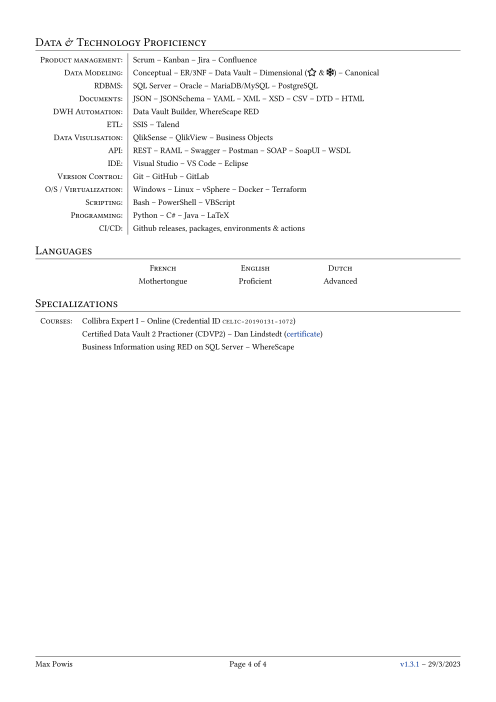 Data & Technology Proficiency
Product management: Scrum – Kanban – Jira – Confluence
Data Modeling: Conceptual – ER/3NF – Data Vault – Dimensional (☆ & ❄) – Canonical
RDBMS: SQL Server – Oracle – MariaDB/MySQL – PostgreSQL
Documents: JSON – JSONSchema – YAML – XML – XSD – CSV – DTD – HTML
DWH Automation: Data Vault Builder, WhereScape RED
ETL: SSIS – Talend
Data Visulisation: QlikSense – QlikView – Business Objects
API: REST – RAML – Swagger – Postman – SOAP – SoapUI – WSDL
IDE: Visual Studio – VS Code – Eclipse
Version Control: Git – GitHub – GitLab
O/S / Virtualization: Windows – Linux – vSphere – Docker – Terraform
Scripting: Bash – PowerShell – VBScript
Programming: Python – C# – Java – LaTeX
CI/CD: Github releases, packages, environments & actions
Languages
French English Dutch
Mothertongue Proficient Advanced
Specializations
Courses: Collibra Expert I – Online (Credential ID CEL1C-20190131-1072)
Certified Data Vault 2 Practioner (CDVP2) – Dan Lindstedt (certificate)
Business Information using RED on SQL Server – WhereScape
Max Powis Page 4 of 4 v1.3.1 – 29/3/2023